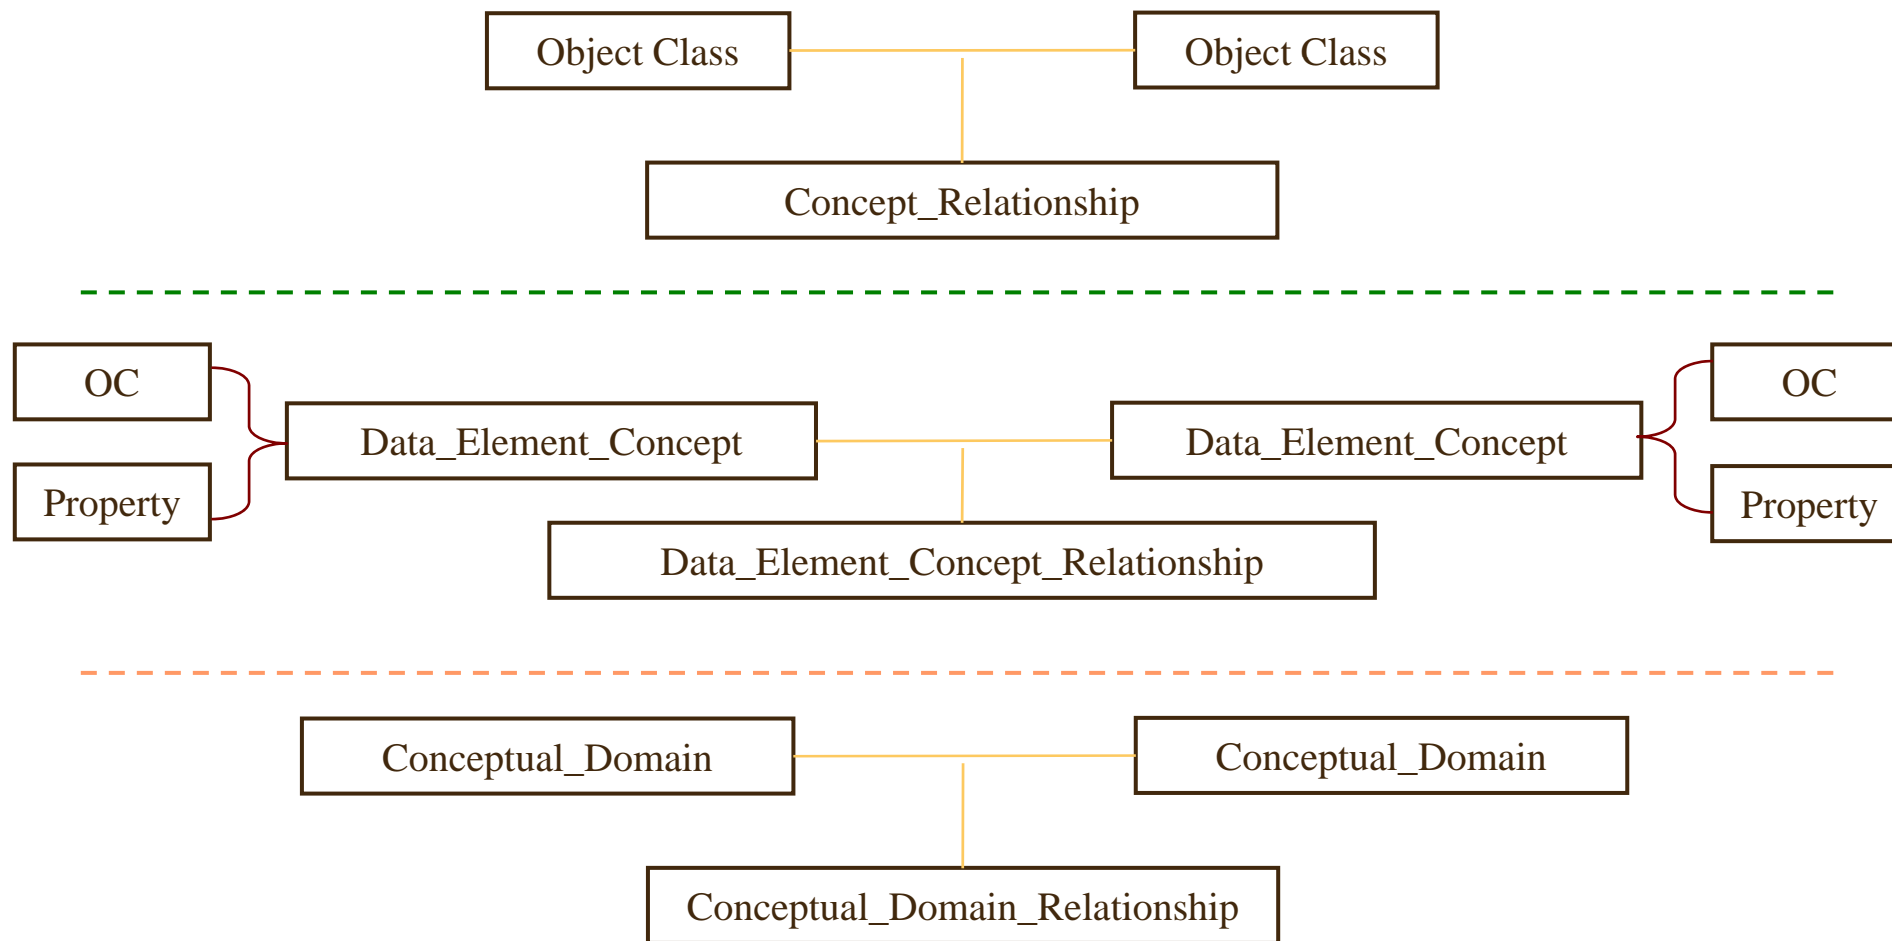 Object Class
Object Class
Concept_Relationship
OC
OC
Data_Element_Concept
Data_Element_Concept
Property
Property
Data_Element_Concept_Relationship
Conceptual_Domain
Conceptual_Domain
Conceptual_Domain_Relationship